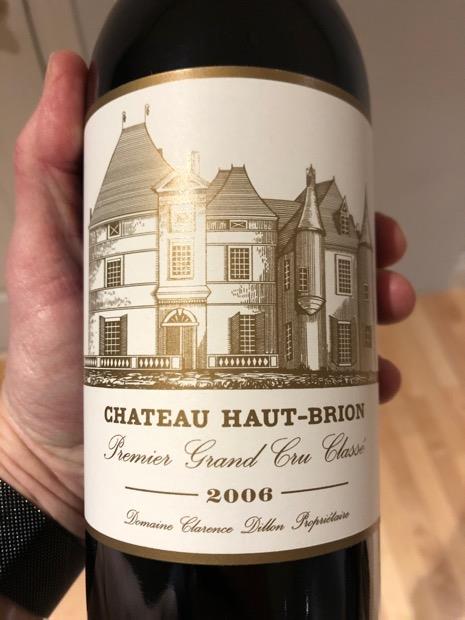 CHATEAU HAUT-BRION
Premier Grand Cru Classé
2006
Domaine Clarence Dillon Propriétaire